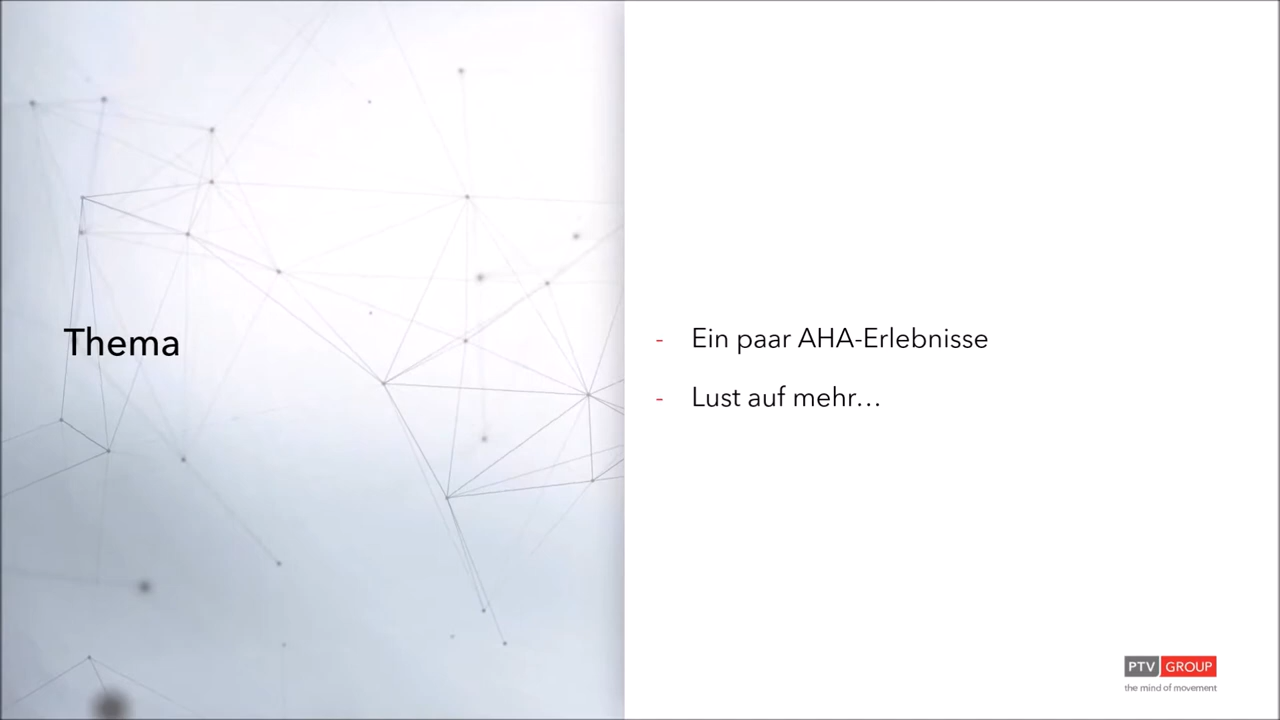 Thema
- Ein paar AHA-Erlebnisse
- Lust auf mehr…
PTV GROUP
the mind of movement